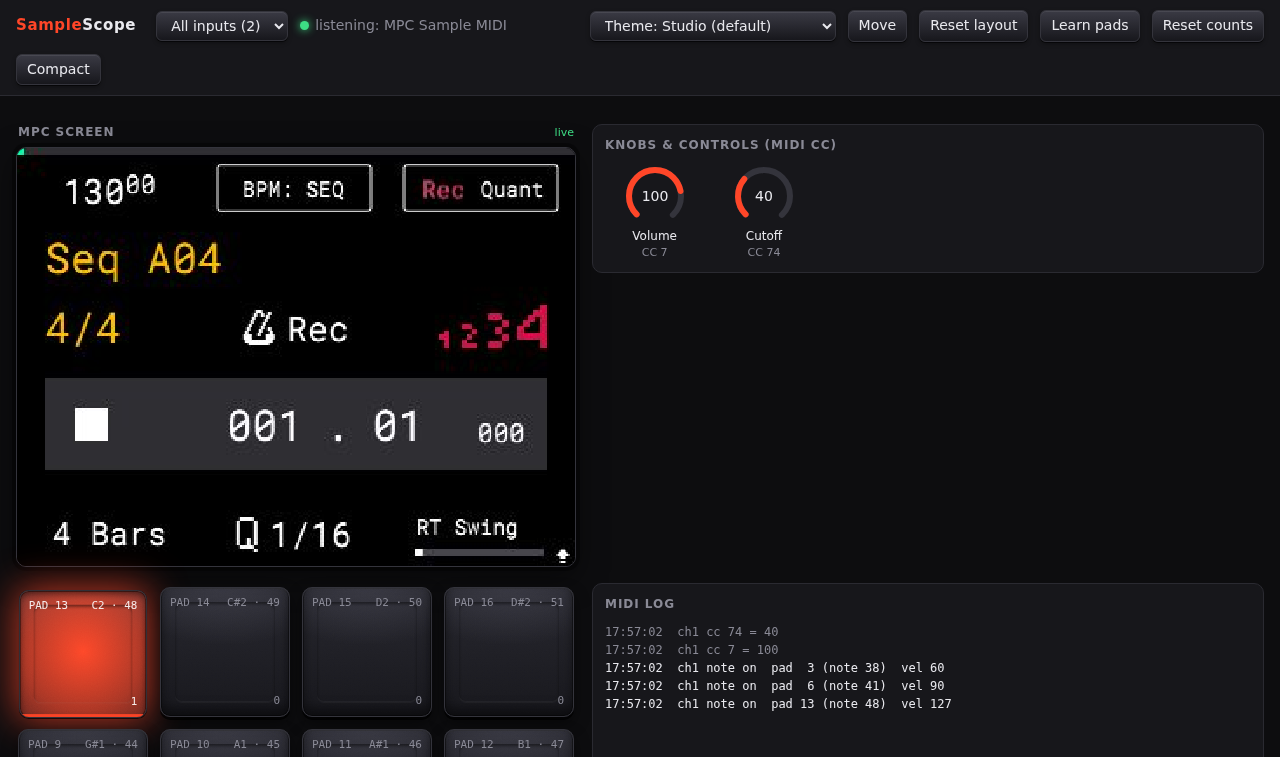 SampleScope
All inputs (2)
listening: MPC Sample MIDI
Theme: Studio (default)
Move
Reset layout
Learn pads
Reset counts
Compact
MPC SCREEN
live
130⁰⁰
BPM: SEQ
Rec Quant
Seq A04
4/4
Rec
1234
001 . 01 000
4 Bars
Q 1/16
RT Swing
KNOBS & CONTROLS (MIDI CC)
100
40
Volume
Cutoff
CC 7
CC 74
PAD 13 C2 · 48
1
PAD 14 C#2 · 49
0
PAD 15 D2 · 50
0
PAD 16 D#2 · 51
0
PAD 9 G#1 · 44
PAD 10 A1 · 45
PAD 11 A#1 · 46
PAD 12 B1 · 47
MIDI LOG
17:57:02 ch1 cc 74 = 40
17:57:02 ch1 cc 7 = 100
17:57:02 ch1 note on pad 3 (note 38) vel 60
17:57:02 ch1 note on pad 6 (note 41) vel 90
17:57:02 ch1 note on pad 13 (note 48) vel 127